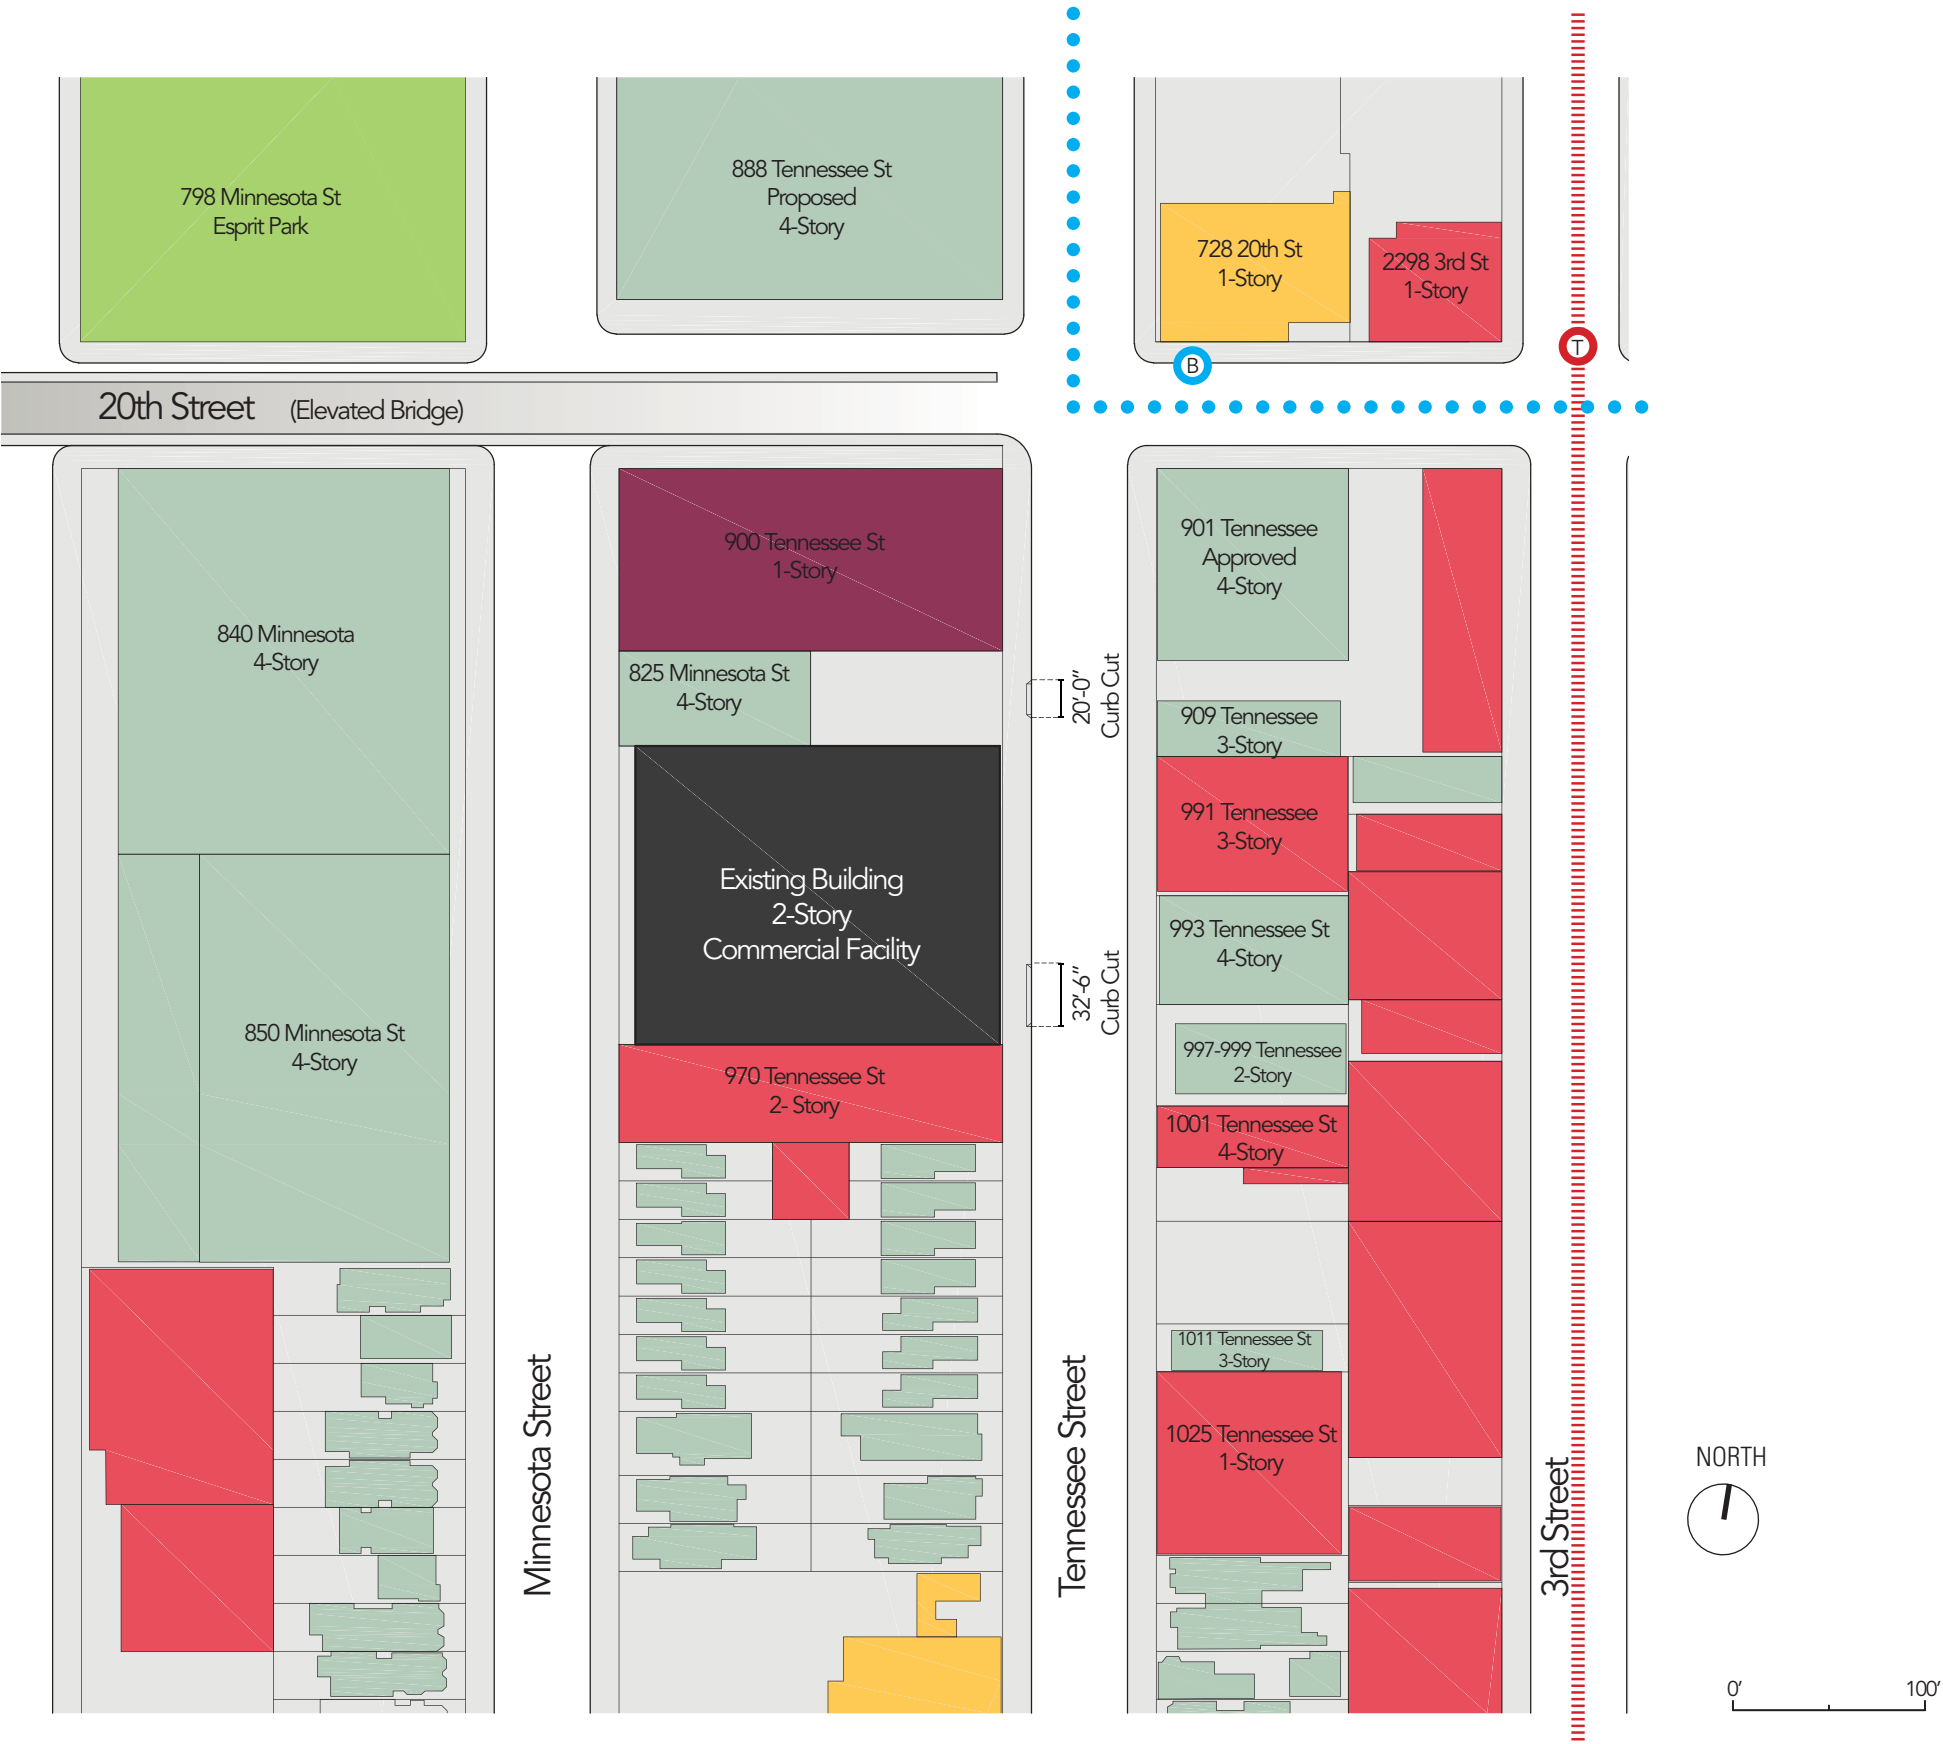 798 Minnesota St
Esprit Park
888 Tennessee St
Proposed
4-Story
728 20th St
1-Story
2298 3rd St
1-Story
T
B
20th Street (Elevated Bridge)
840 Minnesota
4-Story
850 Minnesota St
4-Story
Minnesota Street
900 Tennessee St
1-Story
825 Minnesota St
4-Story
Existing Building
2-Story
Commercial Facility
970 Tennessee St
2- Story
20'-0"
Curb Cut
32'-6"
Curb Cut
Tennessee Street
901 Tennessee
Approved
4-Story
909 Tennessee
3-Story
991 Tennessee
3-Story
993 Tennessee St
4-Story
997-999 Tennessee
2-Story
1001 Tennessee St
4-Story
1011 Tennessee St
3-Story
1025 Tennessee St
1-Story
3rd Street
NORTH
0' 100'